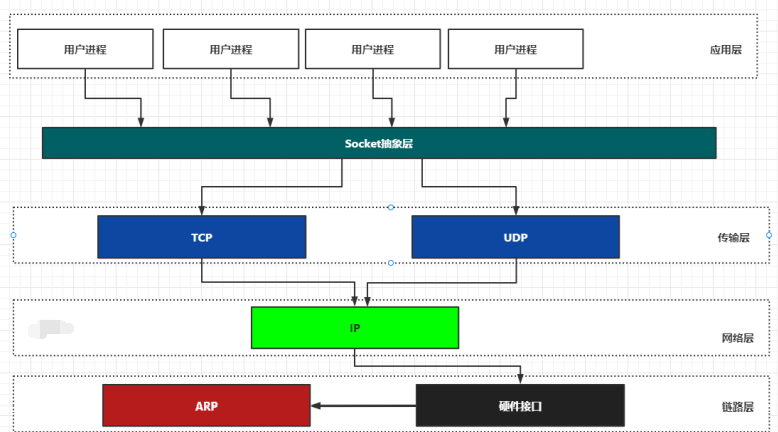 用户进程
用户进程
用户进程
用户进程
应用层
Socket抽象层
TCP
UDP
传输层
IP
网络层
ARP
硬件接口
链路层